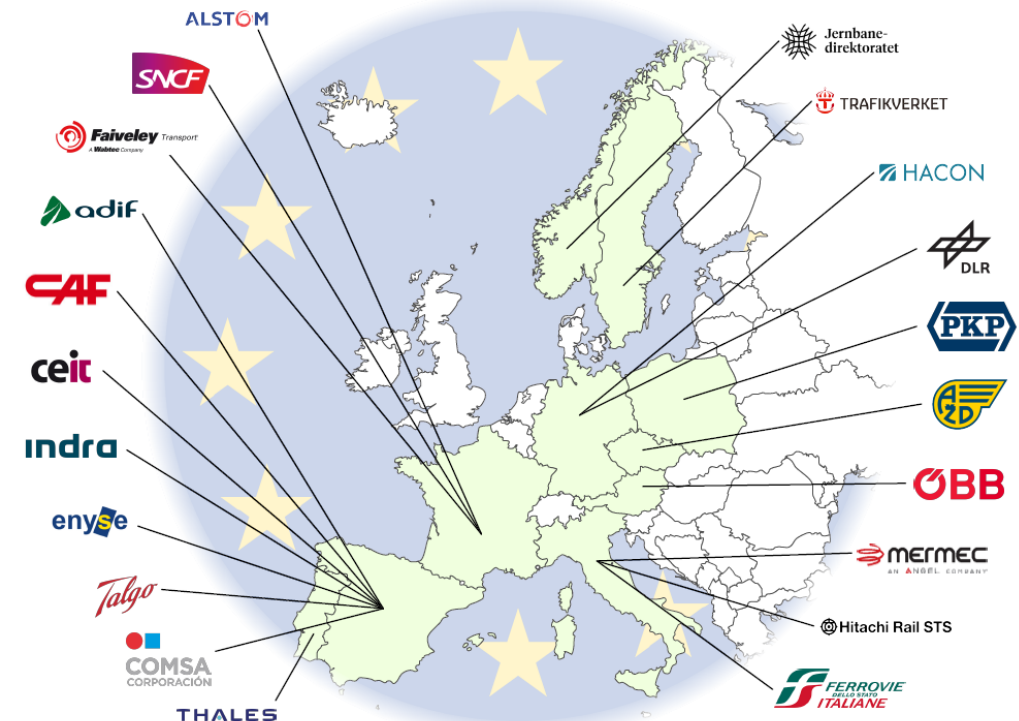 ALSTOM
SNCF
Faiveley Transport
A Wabtec Company
adif
CAF
ceit
indra
enyse
Talgo
COMSA
CORPORACIÓN
THALES
Jernbane-
direktoratet
TRAFIKVERKET
HACON
DLR
PKP
AŽD
ÖBB
mermec
AN ANGEL COMPANY
Hitachi Rail STS
FERROVIE
DELLO STATO
ITALIANE